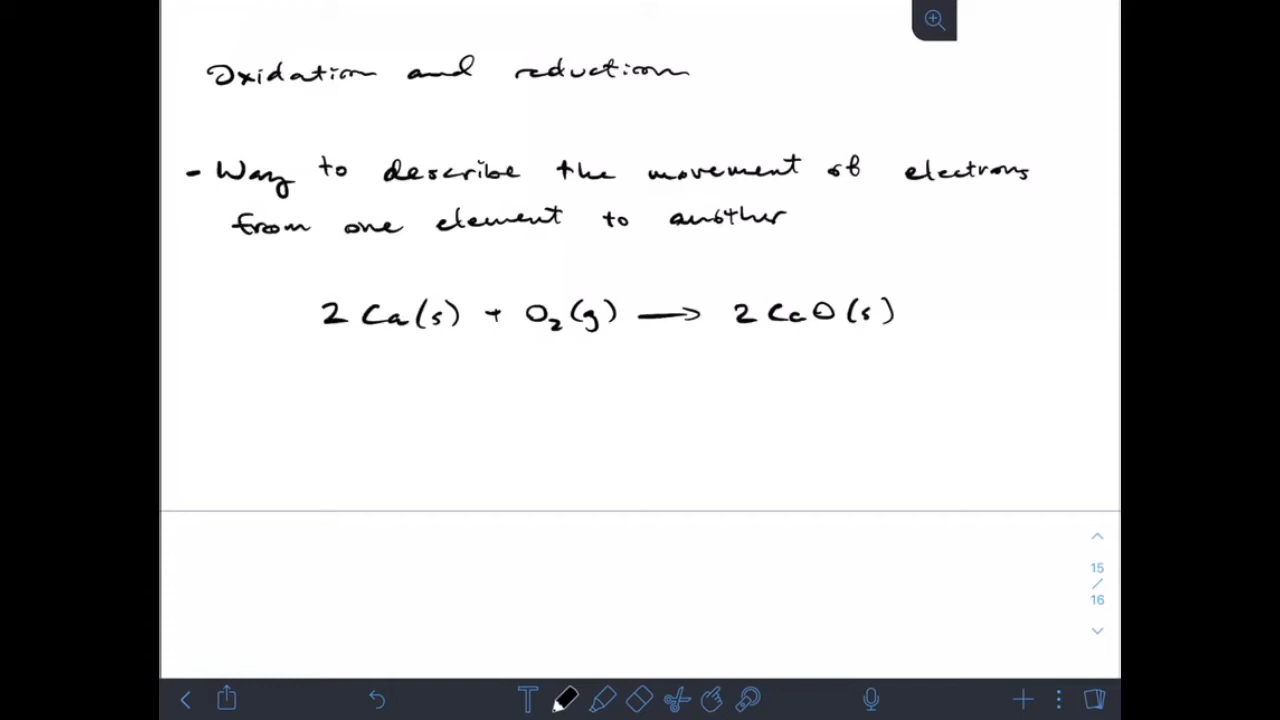 Oxidation and reduction
- Way to describe the movement of electrons
from one element to another
2 Ca(s) + O₂(g) → 2 CaO(s)
15
/
16
T